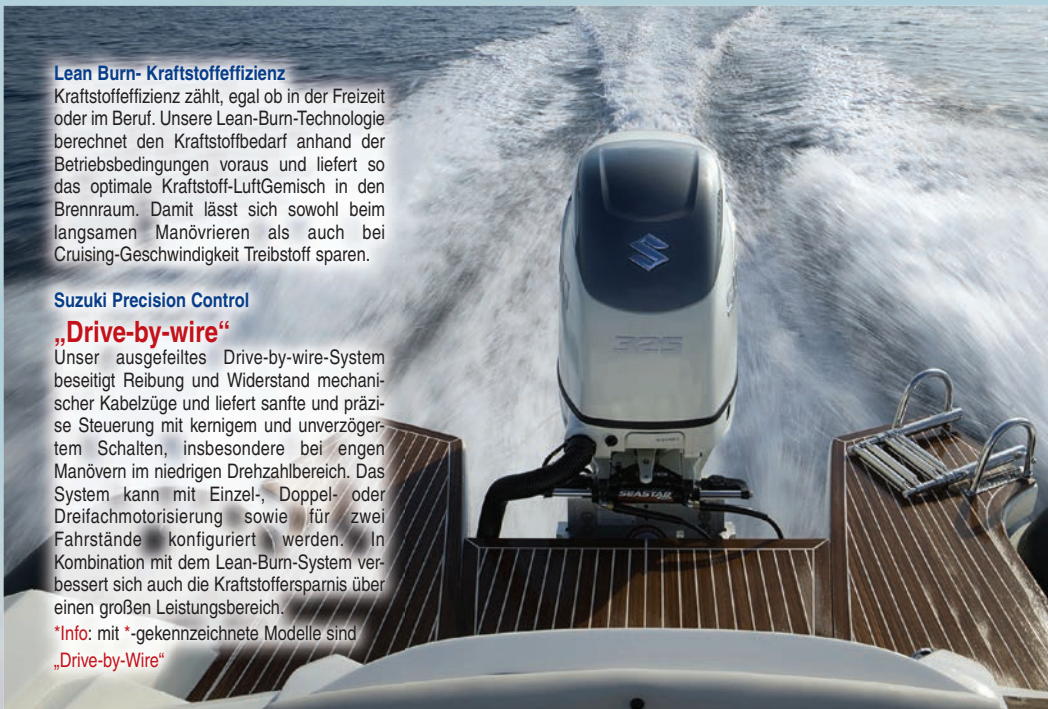 Lean Burn- Kraftstoffeffizienz
Kraftstoffeffizienz zählt, egal ob in der Freizeit
oder im Beruf. Unsere Lean-Burn-Technologie
berechnet den Kraftstoffbedarf anhand der
Betriebsbedingungen voraus und liefert so
das optimale Kraftstoff-LuftGemisch in den
Brennraum. Damit lässt sich sowohl beim
langsamen Manövrieren als auch bei
Cruising-Geschwindigkeit Treibstoff sparen.
Suzuki Precision Control
„Drive-by-wire“
Unser ausgefeiltes Drive-by-wire-System
beseitigt Reibung und Widerstand mechani-
scher Kabelzüge und liefert sanfte und präzi-
se Steuerung mit kernigem und unverzöger-
tem Schalten, insbesondere bei engen
Manövern im niedrigen Drehzahlbereich. Das
System kann mit Einzel-, Doppel- oder
Dreifachmotorisierung sowie für zwei
Fahrstände konfiguriert werden. In
Kombination mit dem Lean-Burn-System ver-
bessert sich auch die Kraftstoffersparnis über
einen großen Leistungsbereich.
*Info: mit *-gekennzeichnete Modelle sind
„Drive-by-Wire“
325
SEASTAR